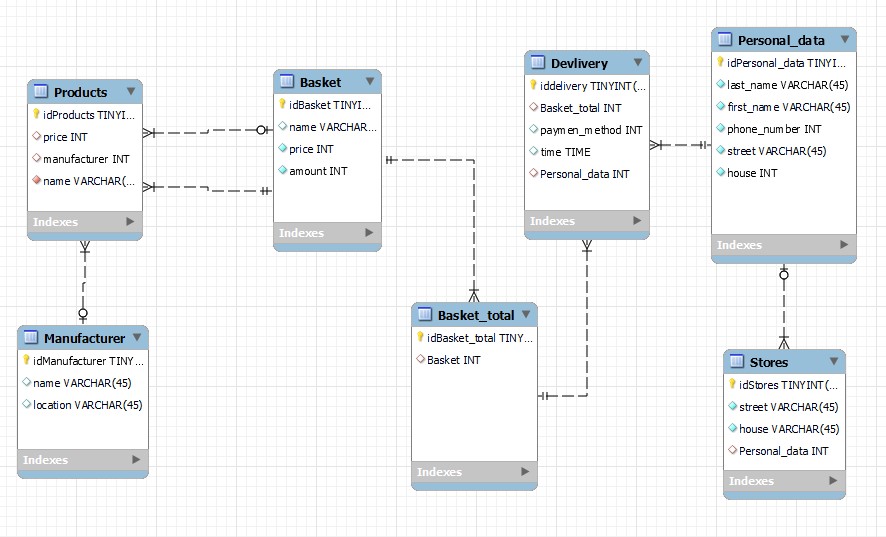 Products
idProducts TINYI...
price INT
manufacturer INT
name VARCHAR(...
Indexes
Basket
idBasket TINYI...
name VARCHAR...
price INT
amount INT
Indexes
Devlivery
iddelivery TINYINT(...
Basket_total INT
paymen_method INT
time TIME
Personal_data INT
Indexes
Personal_data
idPersonal_data TINYI...
last_name VARCHAR(45)
first_name VARCHAR(45)
phone_number INT
street VARCHAR(45)
house INT
Indexes
Manufacturer
idManufacturer TINY...
name VARCHAR(45)
location VARCHAR(45)
Indexes
Basket_total
idBasket_total TINY...
Basket INT
Indexes
Stores
idStores TINYINT(...
street VARCHAR(45)
house VARCHAR(45)
Personal_data INT
Indexes